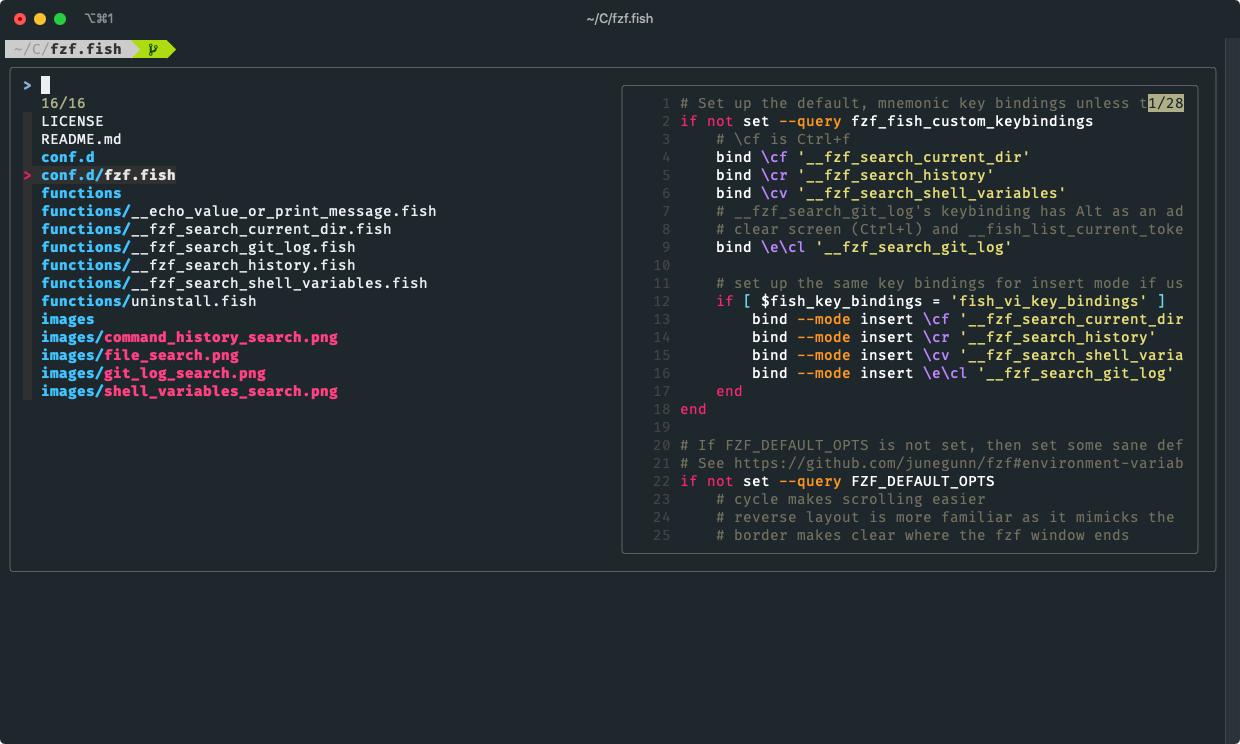 ⌥⌘1
~/C/fzf.fish
~/C/fzf.fish
>
16/16
LICENSE
README.md
conf.d
> conf.d/fzf.fish
functions
functions/__echo_value_or_print_message.fish
functions/__fzf_search_current_dir.fish
functions/__fzf_search_git_log.fish
functions/__fzf_search_history.fish
functions/__fzf_search_shell_variables.fish
functions/uninstall.fish
images
images/command_history_search.png
images/file_search.png
images/git_log_search.png
images/shell_variables_search.png
1 # Set up the default, mnemonic key bindings unless t1/28
2 if not set --query fzf_fish_custom_keybindings
3     # \cf is Ctrl+f
4     bind \cf '__fzf_search_current_dir'
5     bind \cr '__fzf_search_history'
6     bind \cv '__fzf_search_shell_variables'
7     # __fzf_search_git_log's keybinding has Alt as an ad
8     # clear screen (Ctrl+l) and __fish_list_current_toke
9     bind \e\cl '__fzf_search_git_log'
10
11     # set up the same key bindings for insert mode if us
12     if [ $fish_key_bindings = 'fish_vi_key_bindings' ]
13         bind --mode insert \cf '__fzf_search_current_dir
14         bind --mode insert \cr '__fzf_search_history'
15         bind --mode insert \cv '__fzf_search_shell_varia
16         bind --mode insert \e\cl '__fzf_search_git_log'
17     end
18 end
19
20 # If FZF_DEFAULT_OPTS is not set, then set some sane def
21 # See https://github.com/junegunn/fzf#environment-variab
22 if not set --query FZF_DEFAULT_OPTS
23     # cycle makes scrolling easier
24     # reverse layout is more familiar as it mimicks the
25     # border makes clear where the fzf window ends